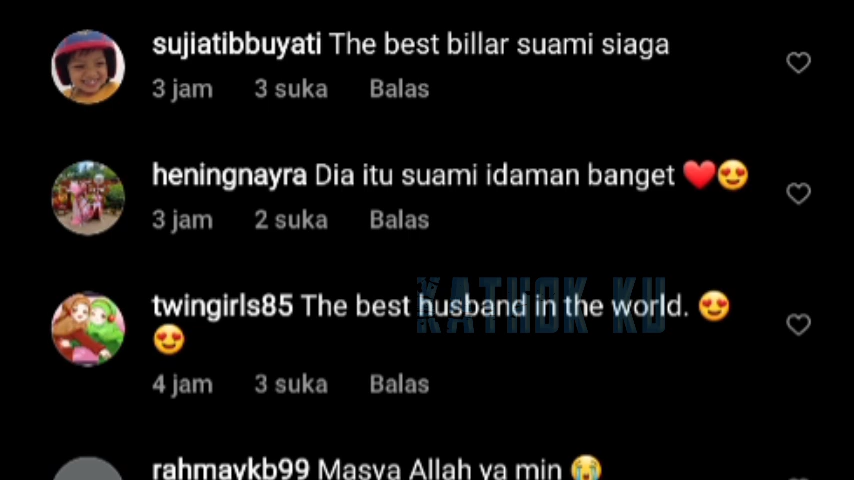 sujiatibbuyati The best billar suami siaga
3 jam 3 suka Balas
heningnayra Dia itu suami idaman banget ❤️😍
3 jam 2 suka Balas
twingirls85 The best husband in the world. 😍
😍
4 jam 3 suka Balas
KATHOK KU
rahmaykb99 Masya Allah ya min 😭